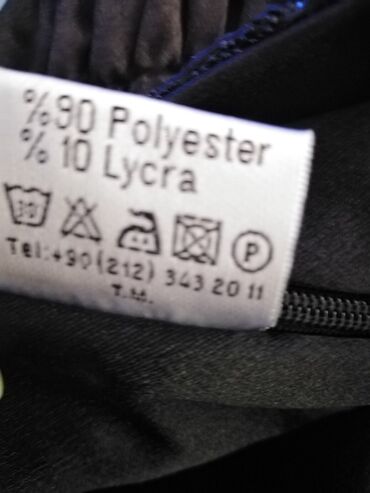 %90 Polyester
% 10 Lycra
30 P
Tel:+90(212) 343 20 11
T.M.